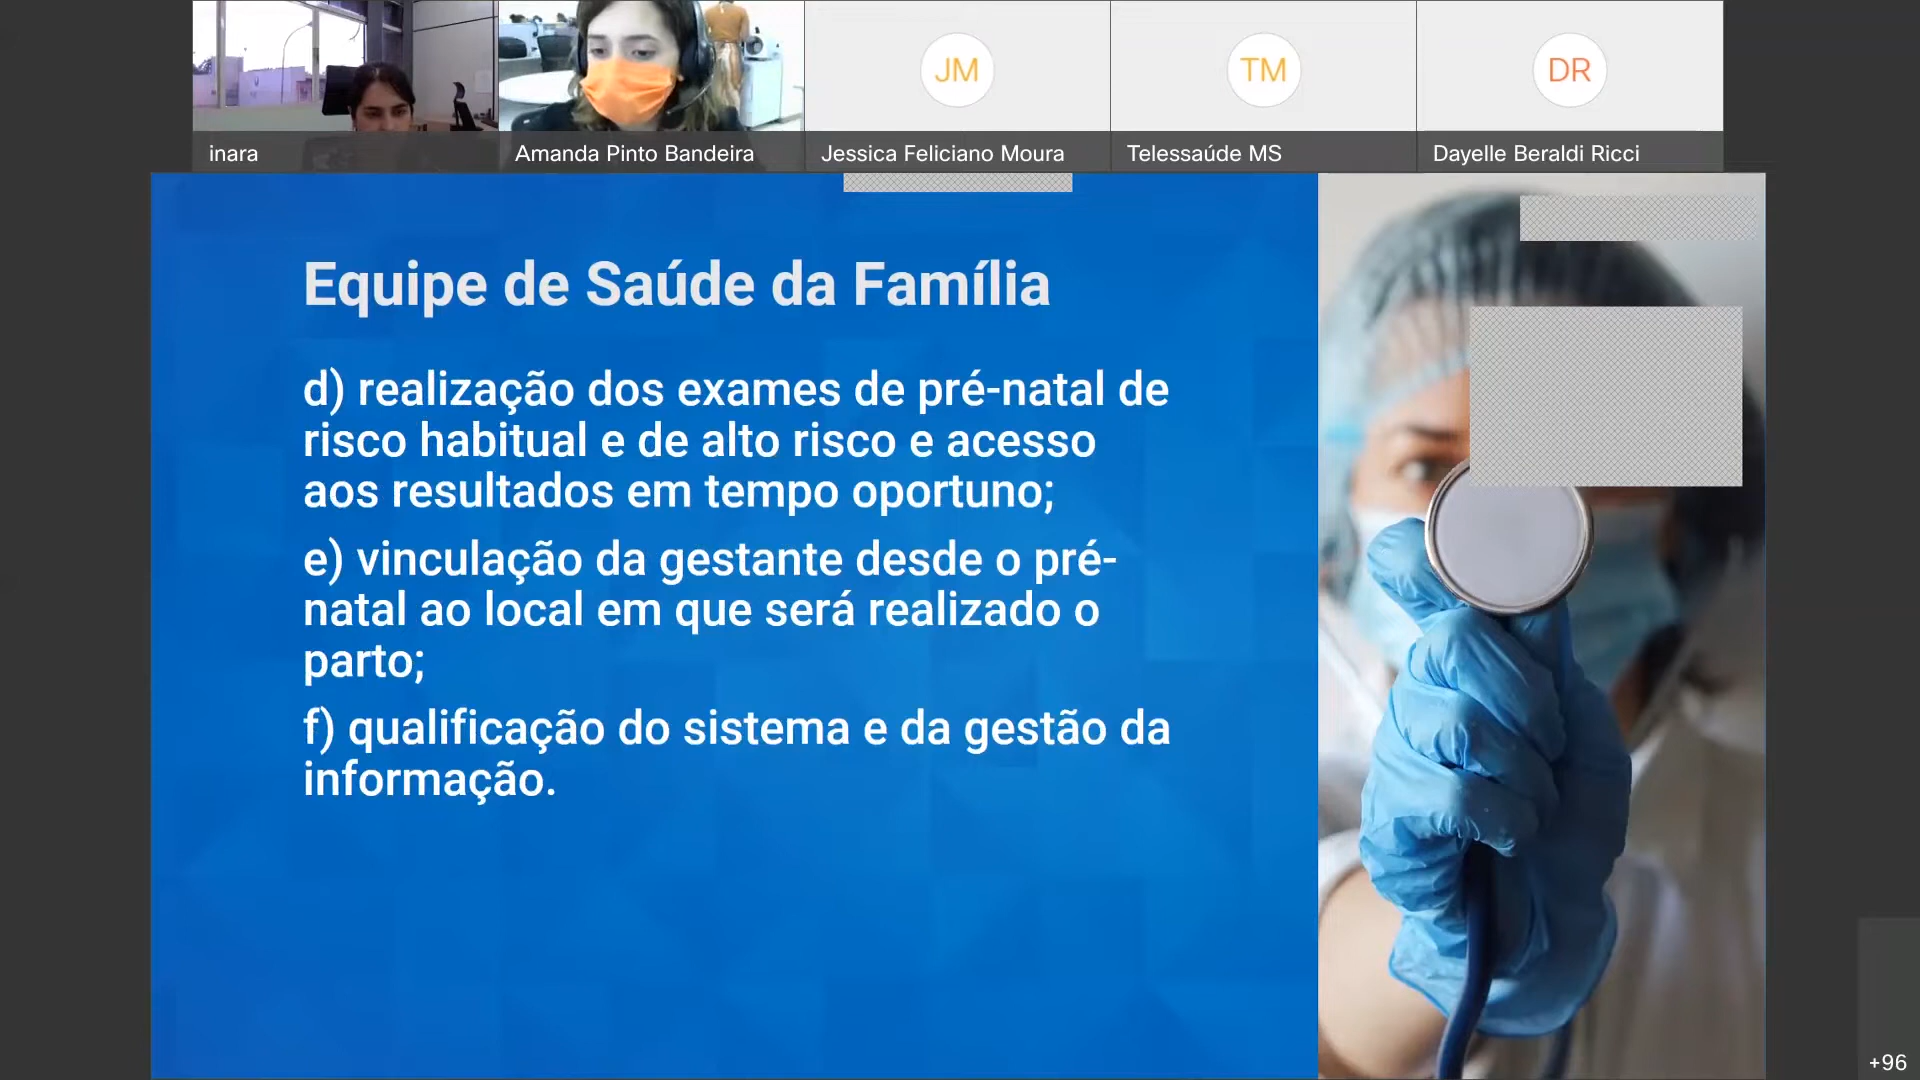 JM
TM
DR
inara
Amanda Pinto Bandeira
Jessica Feliciano Moura
Telessaúde MS
Dayelle Beraldi Ricci
Equipe de Saúde da Família
d) realização dos exames de pré-natal de
risco habitual e de alto risco e acesso
aos resultados em tempo oportuno;
e) vinculação da gestante desde o pré-
natal ao local em que será realizado o
parto;
f) qualificação do sistema e da gestão da
informação.
+96